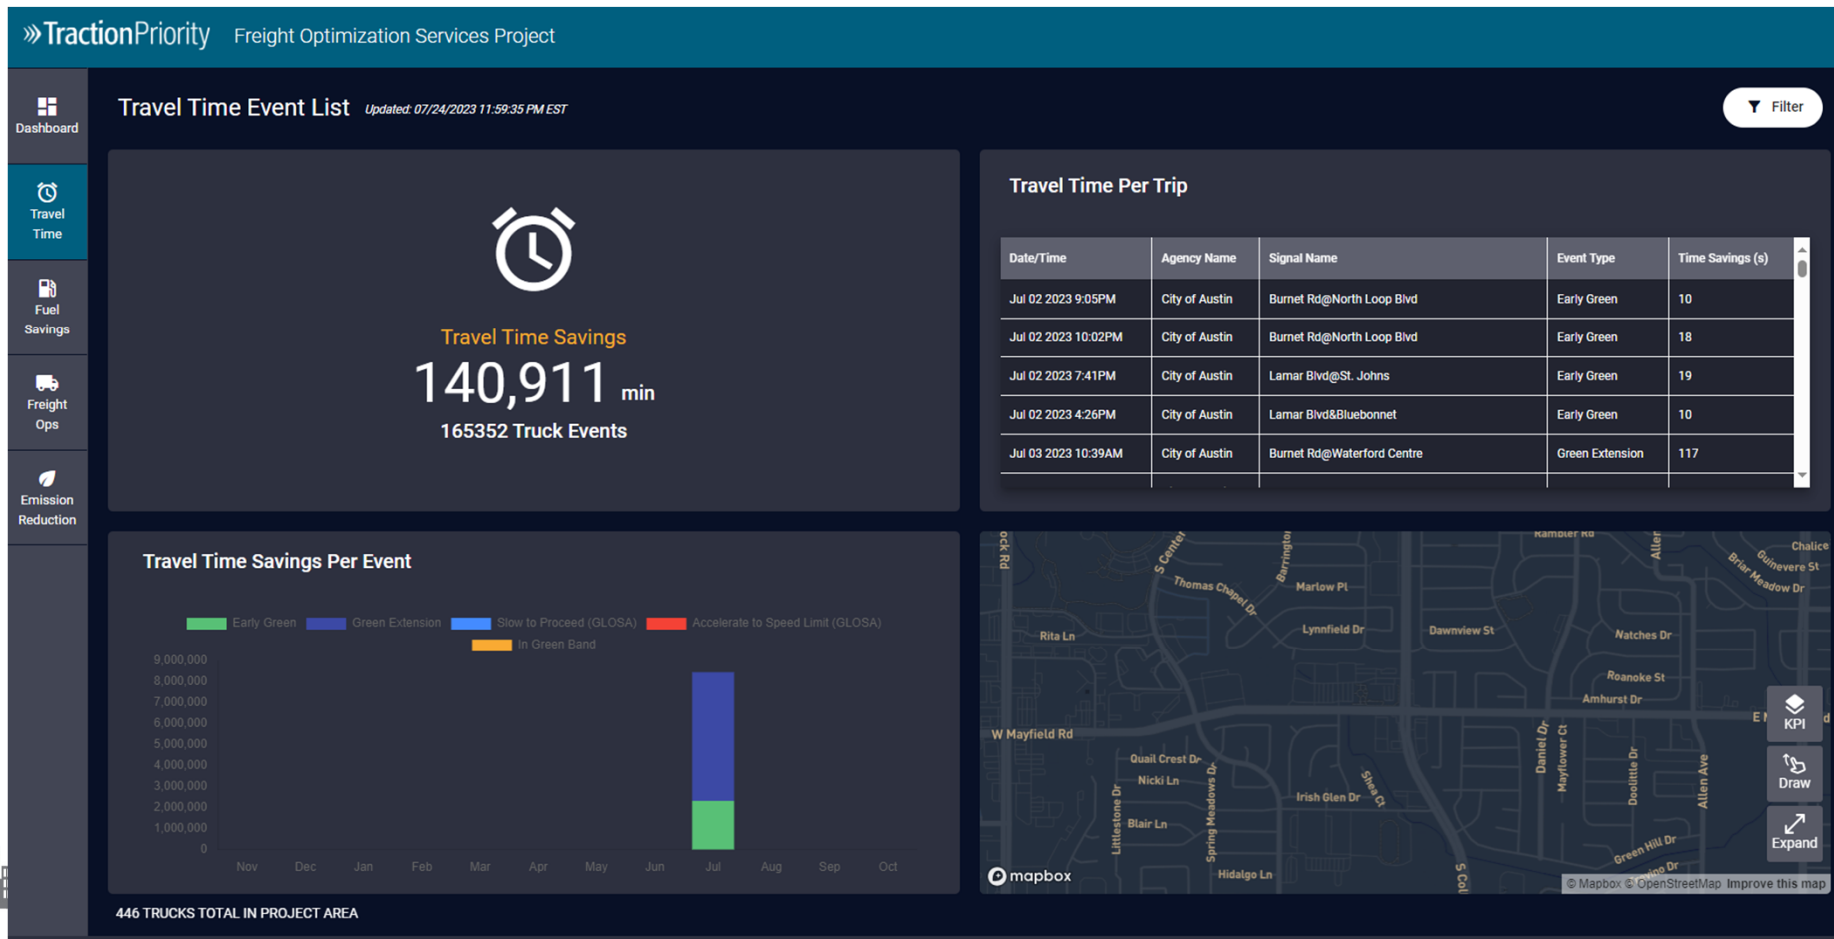 TractionPriority Freight Optimization Services Project
Dashboard
Travel Time
Fuel Savings
Freight Ops
Emission Reduction
Travel Time Event List Updated: 07/24/2023 11:59:35 PM EST
Filter
Travel Time Savings
140,911 min
165352 Truck Events
Travel Time Per Trip
Date/Time Agency Name Signal Name Event Type Time Savings (s)
Jul 02 2023 9:05PM City of Austin Burnet Rd@North Loop Blvd Early Green 10
Jul 02 2023 10:02PM City of Austin Burnet Rd@North Loop Blvd Early Green 18
Jul 02 2023 7:41PM City of Austin Lamar Blvd@St. Johns Early Green 19
Jul 02 2023 4:26PM City of Austin Lamar Blvd&Bluebonnet Early Green 10
Jul 03 2023 10:39AM City of Austin Burnet Rd@Waterford Centre Green Extension 117
Travel Time Savings Per Event
Early Green Green Extension Slow to Proceed (GLOSA) Accelerate to Speed Limit (GLOSA)
In Green Band
9,000,000
8,000,000
7,000,000
6,000,000
5,000,000
4,000,000
3,000,000
2,000,000
1,000,000
0
Nov Dec Jan Feb Mar Apr May Jun Jul Aug Sep Oct
ock Rd
S Center
Barrington
Rambler Rd
Allen
Chalice
Guinevere St
Briar Meadow Dr
Thomas Chapel Dr
Marlow Pl
Rita Ln
Lynnfield Dr
Dawnview St
Natches Dr
Roanoke St
Amhurst Dr
W Mayfield Rd
Daniel Dr
Mayflower Ct
Doolittle Dr
Allen Ave
Quail Crest Dr
Nicki Ln
Littlestone Dr
Blair Ln
Spring Meadows Dr
Irish Glen Dr
Shea Ct
Green Hill Dr
Hidalgo Ln
S Col
KPI
Draw
Expand
mapbox
© Mapbox © OpenStreetMap Improve this map
446 TRUCKS TOTAL IN PROJECT AREA